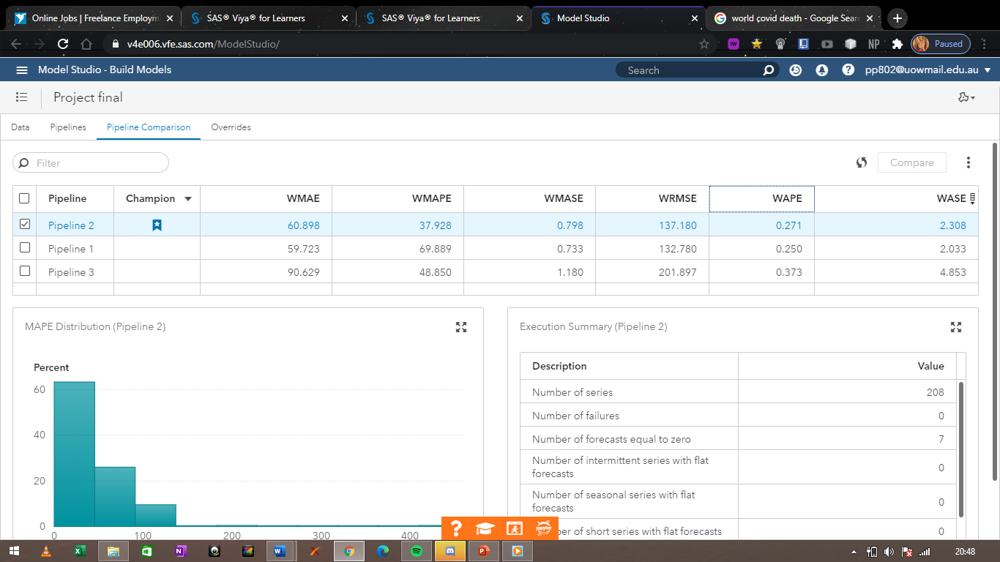 Online Jobs | Freelance Employm
SAS® Viya® for Learners
SAS® Viya® for Learners
Model Studio
world covid death - Google Sear
v4e006.vfe.sas.com/ModelStudio/
NP
Paused
Model Studio - Build Models
Search
pp802@uowmail.edu.au
Project final
Data Pipelines Pipeline Comparison Overrides
Filter
Compare
Pipeline Champion WMAE WMAPE WMASE WRMSE WAPE WASE
Pipeline 2 60.898 37.928 0.798 137.180 0.271 2.308
Pipeline 1 59.723 69.889 0.733 132.780 0.250 2.033
Pipeline 3 90.629 48.850 1.180 201.897 0.373 4.853
MAPE Distribution (Pipeline 2)
Percent
60
40
20
0
0 100 200 300 400
Execution Summary (Pipeline 2)
Description Value
Number of series 208
Number of failures 0
Number of forecasts equal to zero 7
Number of intermittent series with flat
forecasts 0
Number of seasonal series with flat
forecasts 0
er of short series with flat forecasts 0
jupyter
20:48